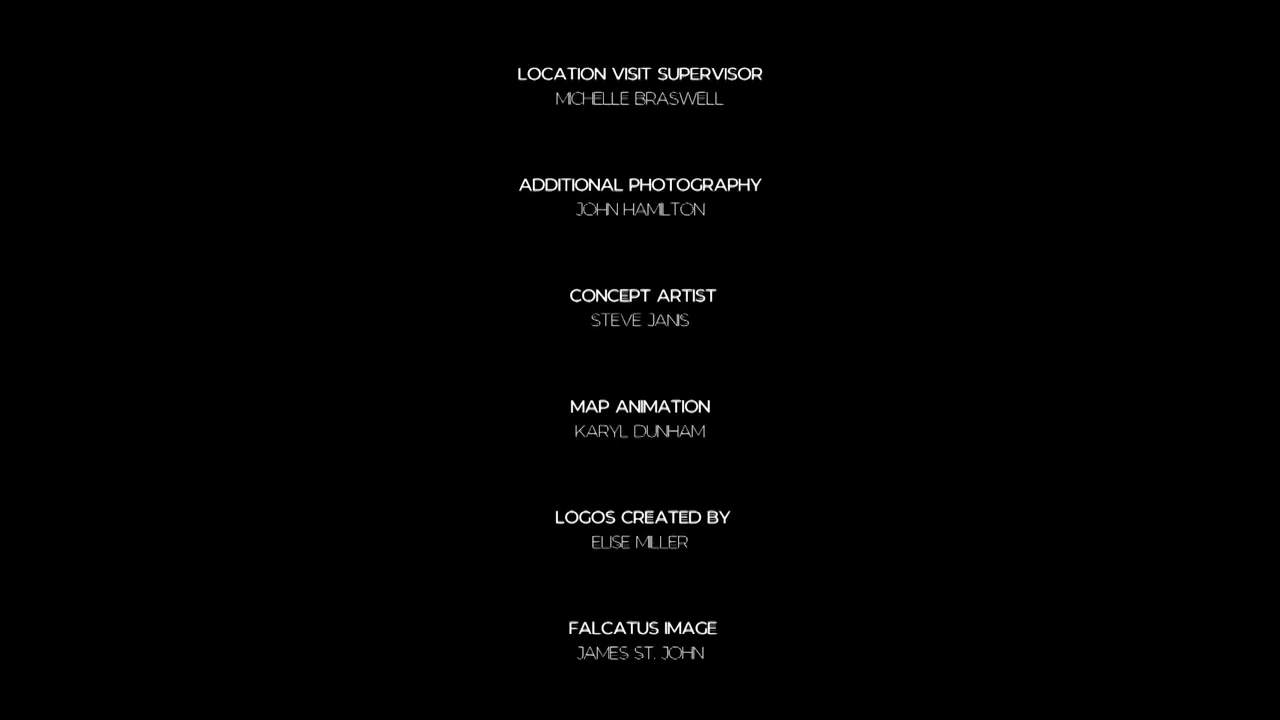 LOCATION VISIT SUPERVISOR
MICHELLE BRASWELL
ADDITIONAL PHOTOGRAPHY
JOHN HAMILTON
CONCEPT ARTIST
STEVE JANIS
MAP ANIMATION
KARYL DUNHAM
LOGOS CREATED BY
ELISE MILLER
FALCATUS IMAGE
JAMES ST. JOHN